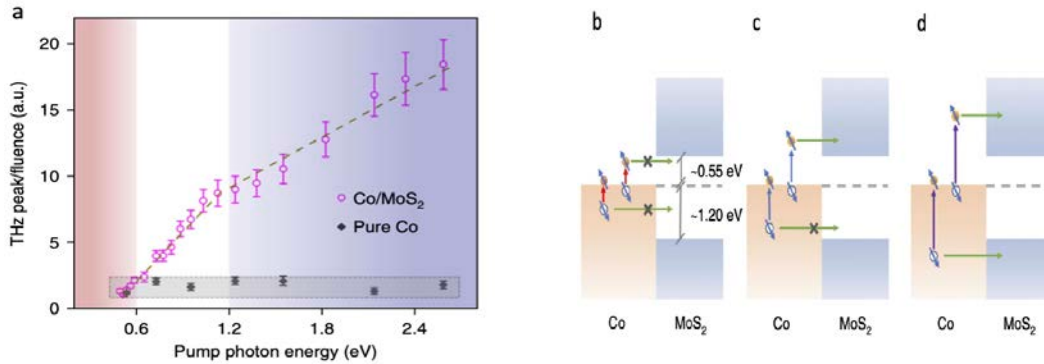 a
THz peak/fluence (a.u.)
20
15
10
5
0
0.6
1.2
1.8
2.4
Pump photon energy (eV)
Co/MoS₂
Pure Co
b
~0.55 eV
~1.20 eV
Co
MoS₂
c
Co
MoS₂
d
Co
MoS₂